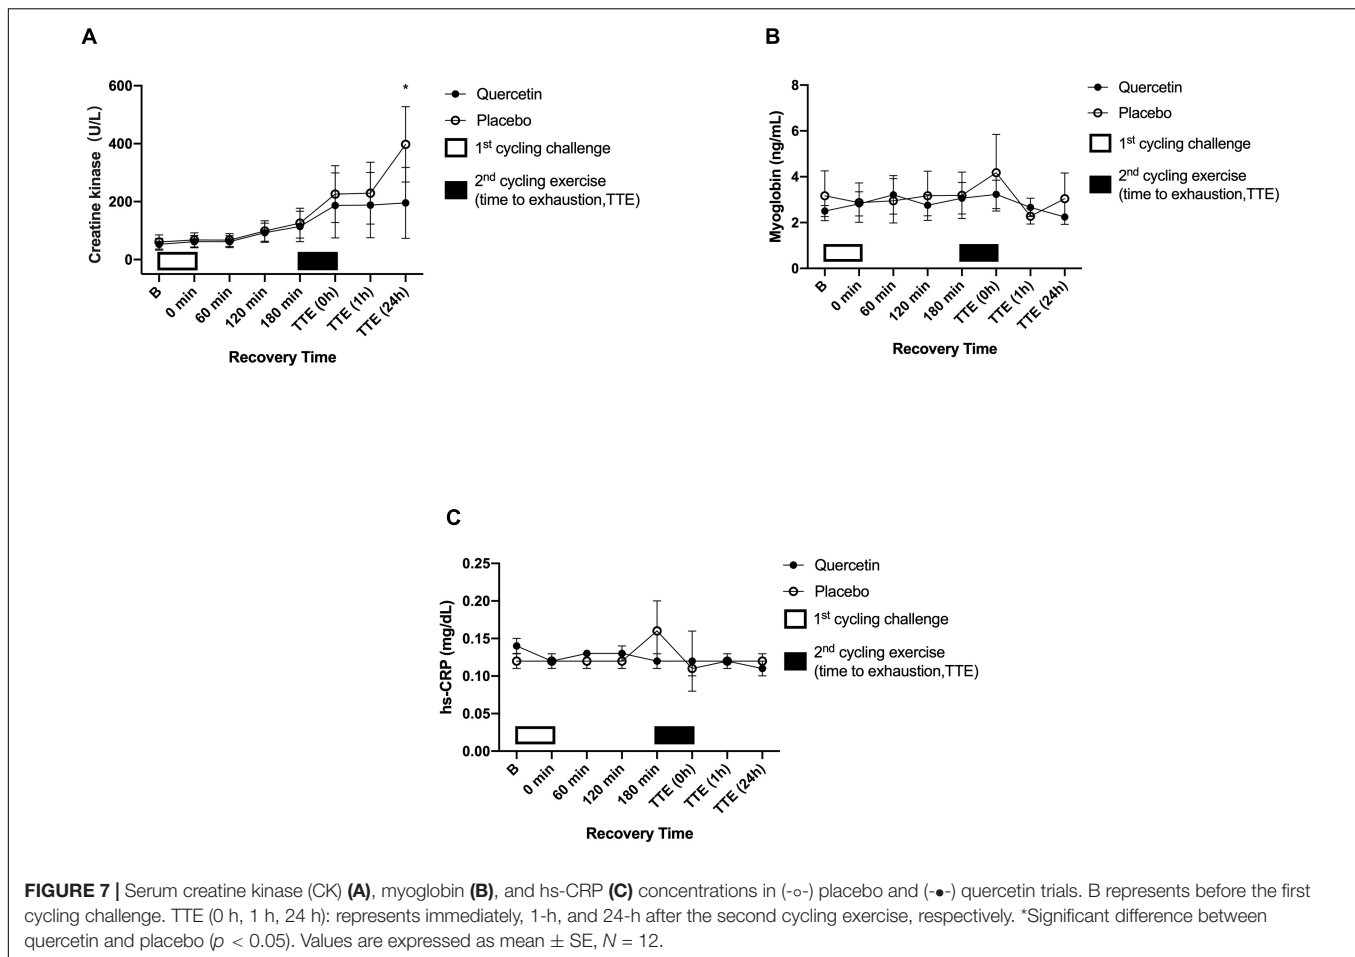 A
600
400
200
0
Creatine kinase (U/L)
*
Quercetin
Placebo
1st cycling challenge
2nd cycling exercise
(time to exhaustion,TTE)
B
0 min
60 min
120 min
180 min
TTE (0h)
TTE (1h)
TTE (24h)
Recovery Time
B
8
6
4
2
0
Myoglobin (ng/mL)
Quercetin
Placebo
1st cycling challenge
2nd cycling exercise
(time to exhaustion,TTE)
B
0 min
60 min
120 min
180 min
TTE (0h)
TTE (1h)
TTE (24h)
Recovery Time
C
0.25
0.20
0.15
0.10
0.05
0.00
hs-CRP (mg/dL)
Quercetin
Placebo
1st cycling challenge
2nd cycling exercise
(time to exhaustion,TTE)
B
0 min
60 min
120 min
180 min
TTE (0h)
TTE (1h)
TTE (24h)
Recovery Time
FIGURE 7 | Serum creatine kinase (CK) (A), myoglobin (B), and hs-CRP (C) concentrations in (-○-) placebo and (-●-) quercetin trials. B represents before the first
cycling challenge. TTE (0 h, 1 h, 24 h): represents immediately, 1-h, and 24-h after the second cycling exercise, respectively. *Significant difference between
quercetin and placebo (p < 0.05). Values are expressed as mean ± SE, N = 12.